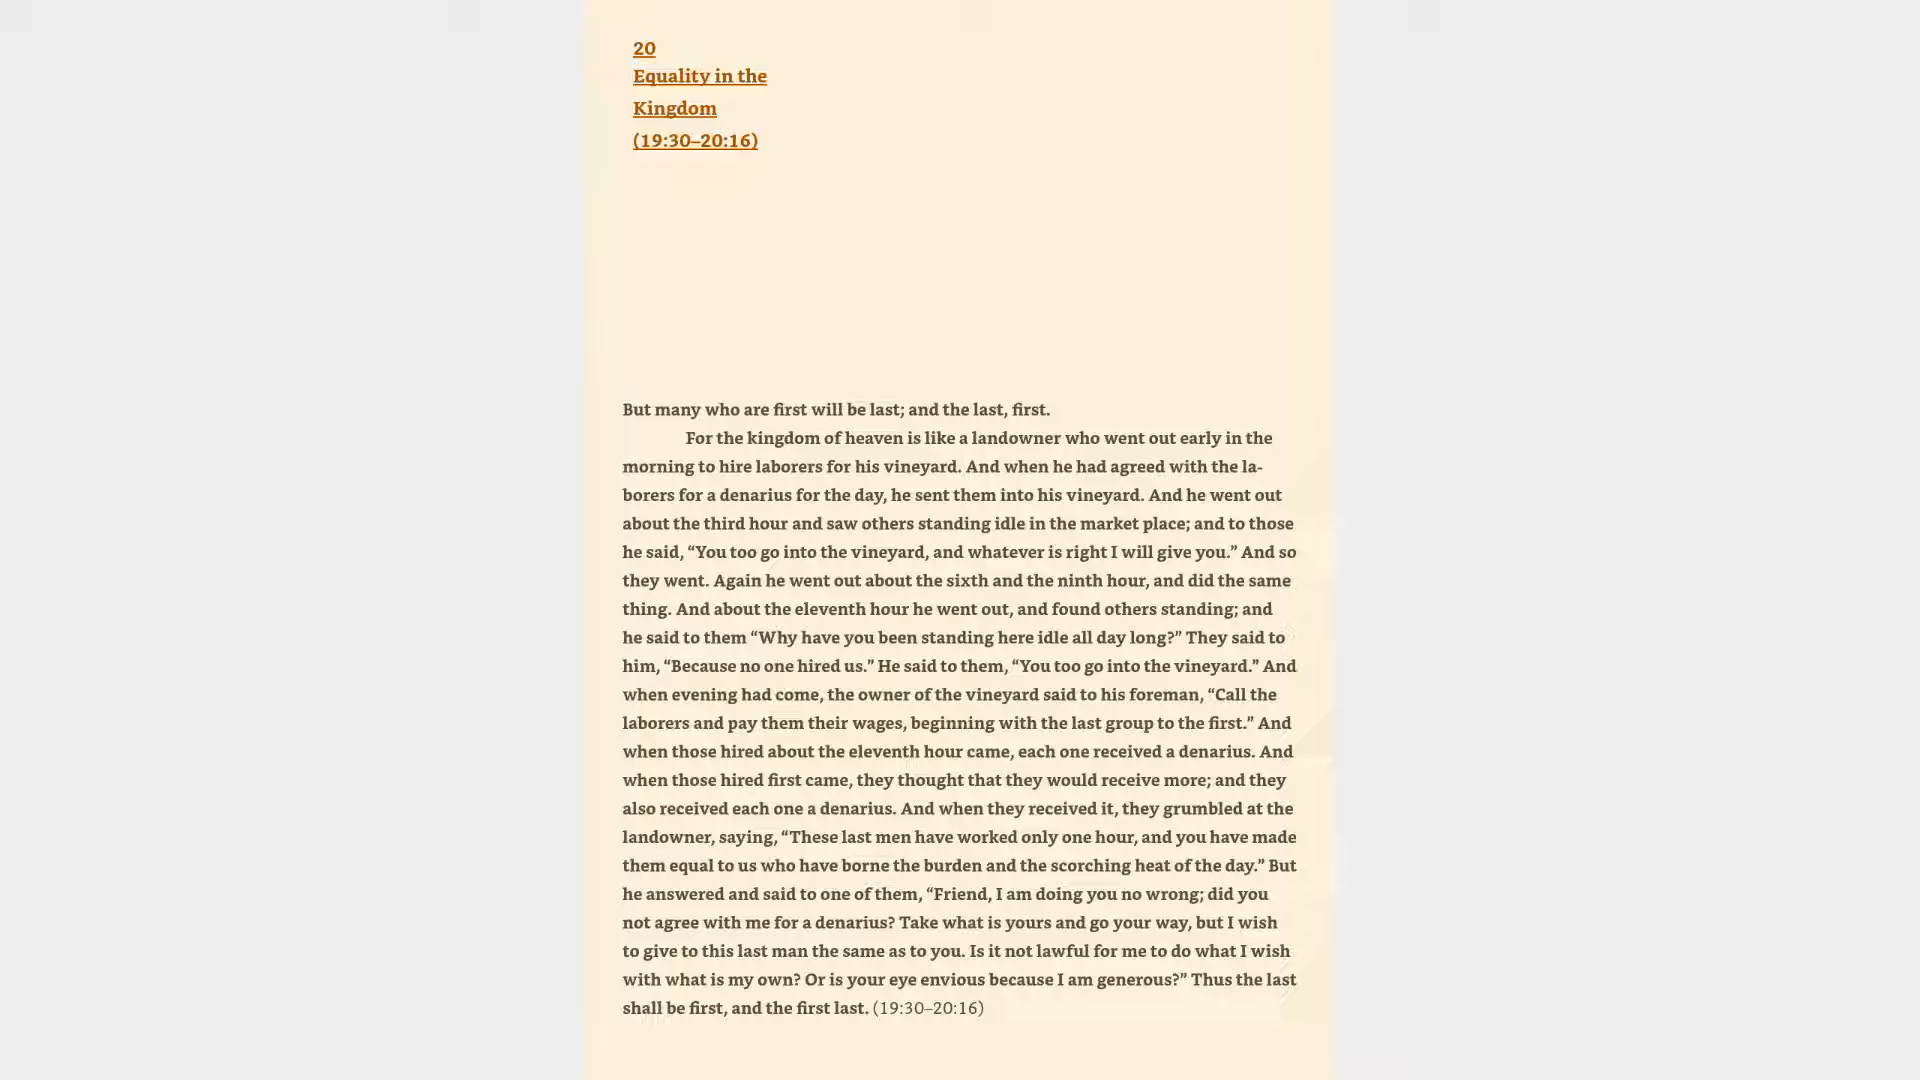 20
Equality in the
Kingdom
(19:30–20:16)
But many who are first will be last; and the last, first.
For the kingdom of heaven is like a landowner who went out early in the
morning to hire laborers for his vineyard. And when he had agreed with the la-
borers for a denarius for the day, he sent them into his vineyard. And he went out
about the third hour and saw others standing idle in the market place; and to those
he said, “You too go into the vineyard, and whatever is right I will give you.” And so
they went. Again he went out about the sixth and the ninth hour, and did the same
thing. And about the eleventh hour he went out, and found others standing; and
he said to them “Why have you been standing here idle all day long?” They said to
him, “Because no one hired us.” He said to them, “You too go into the vineyard.” And
when evening had come, the owner of the vineyard said to his foreman, “Call the
laborers and pay them their wages, beginning with the last group to the first.” And
when those hired about the eleventh hour came, each one received a denarius. And
when those hired first came, they thought that they would receive more; and they
also received each one a denarius. And when they received it, they grumbled at the
landowner, saying, “These last men have worked only one hour, and you have made
them equal to us who have borne the burden and the scorching heat of the day.” But
he answered and said to one of them, “Friend, I am doing you no wrong; did you
not agree with me for a denarius? Take what is yours and go your way, but I wish
to give to this last man the same as to you. Is it not lawful for me to do what I wish
with what is my own? Or is your eye envious because I am generous?” Thus the last
shall be first, and the first last. (19:30–20:16)